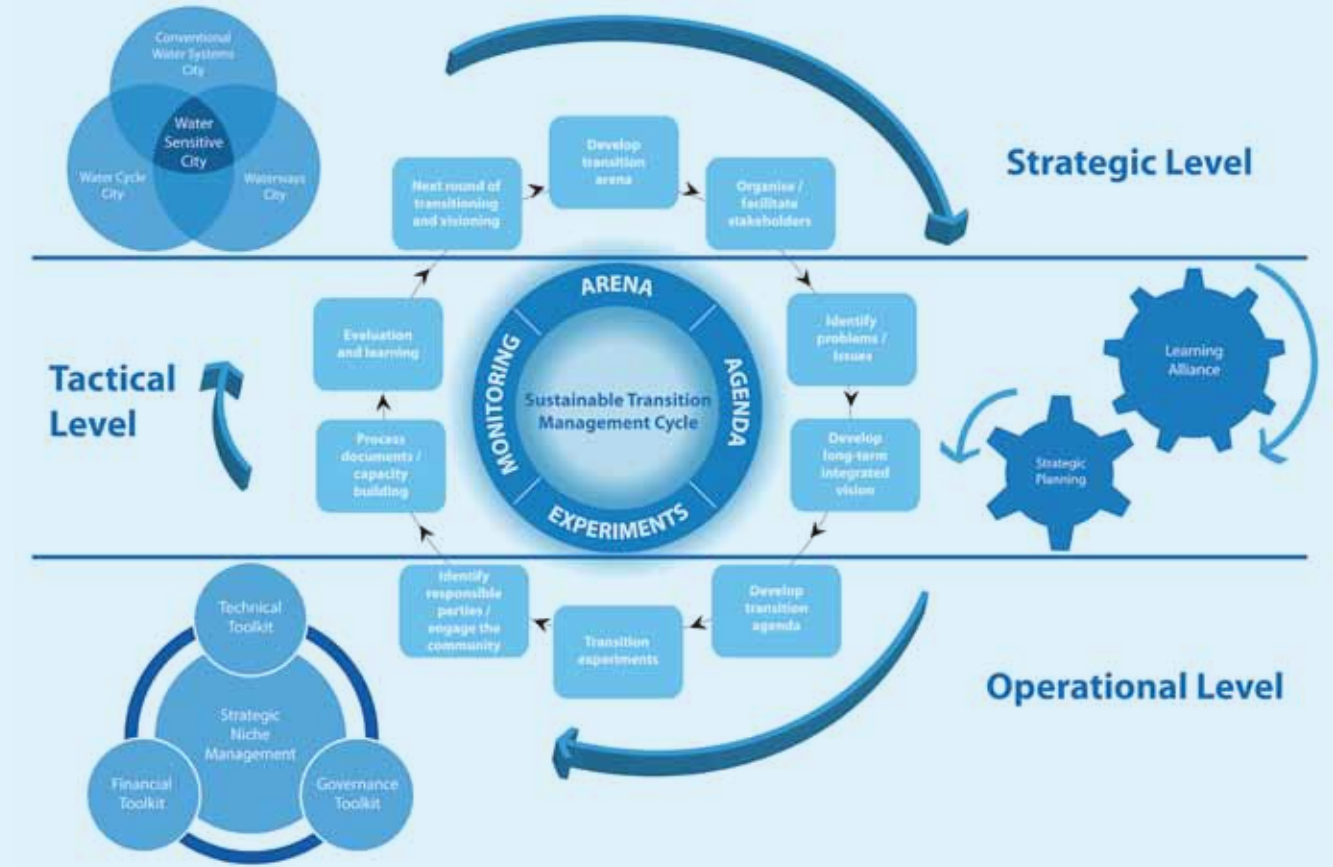 Conventional
Water Systems
City
Water
Sensitive
City
Water Cycle
City
Waterways
City
Develop
transition
arena
Next round of
transitioning
and visioning
Organise /
facilitate
stakeholders
Strategic Level
Tactical
Level
Evaluation
and learning
Process
documents /
capacity
building
ARENA
AGENDA
EXPERIMENTS
MONITORING
Sustainable Transition
Management Cycle
Identify
problems /
Issues
Develop
long-term
integrated
vision
Learning
Alliance
Strategic
Planning
Identify
responsible
parties /
engage the
community
Transition
experiments
Develop
transition
agenda
Operational Level
Technical
Toolkit
Strategic
Niche
Management
Financial
Toolkit
Governance
Toolkit